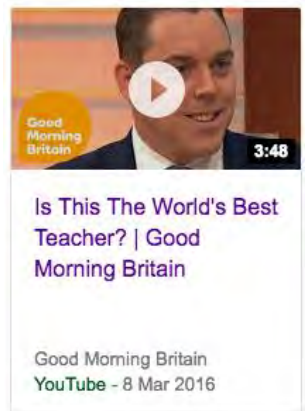 Good
Morning
Britain
3:48
Is This The World's Best
Teacher? | Good
Morning Britain
Good Morning Britain
YouTube - 8 Mar 2016